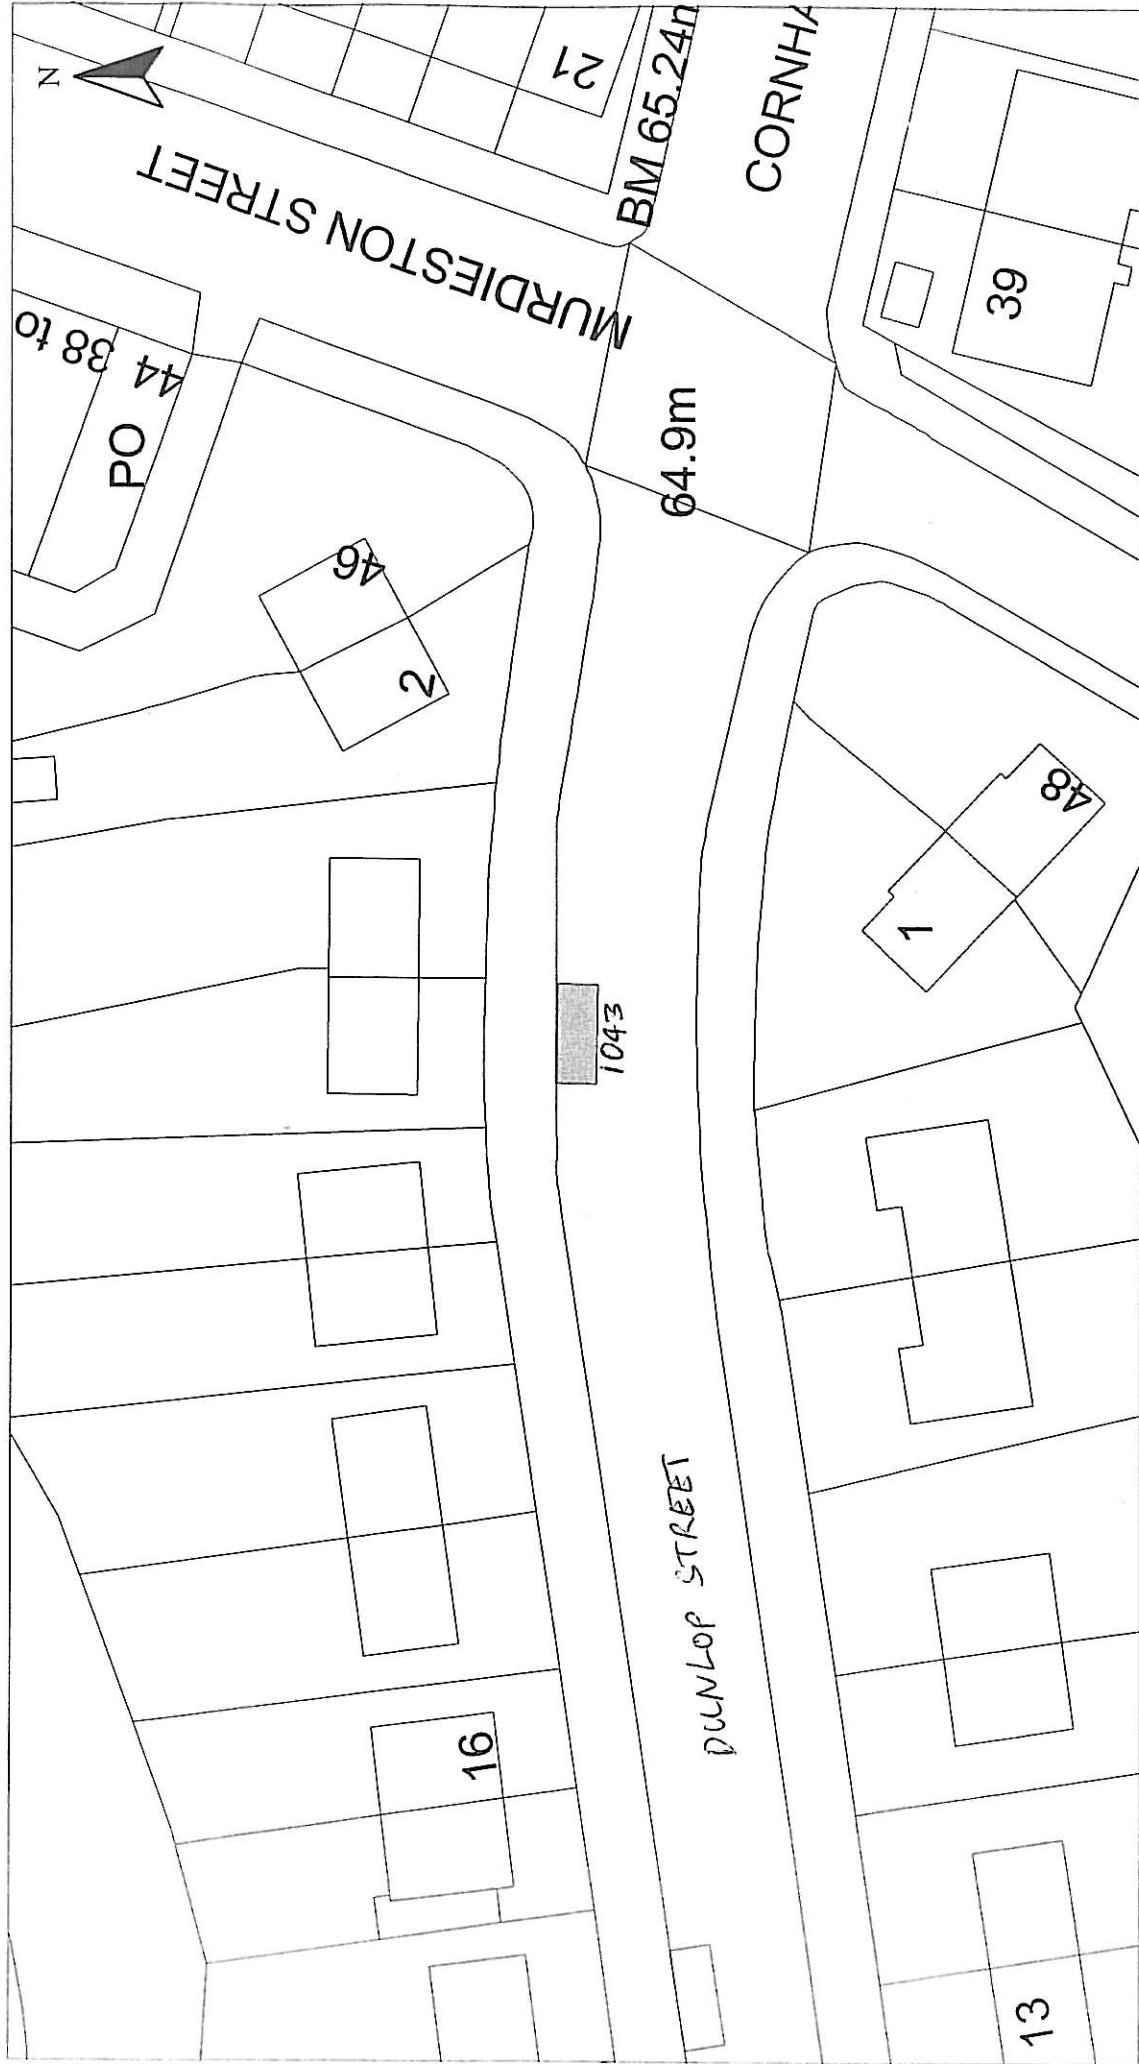 N
MURDIESTON STREET
21
BM 65.24m
CORNHA
44 38 to
PO
46
2
64.9m
39
48
1
1043
16
DUNLOP STREET
13